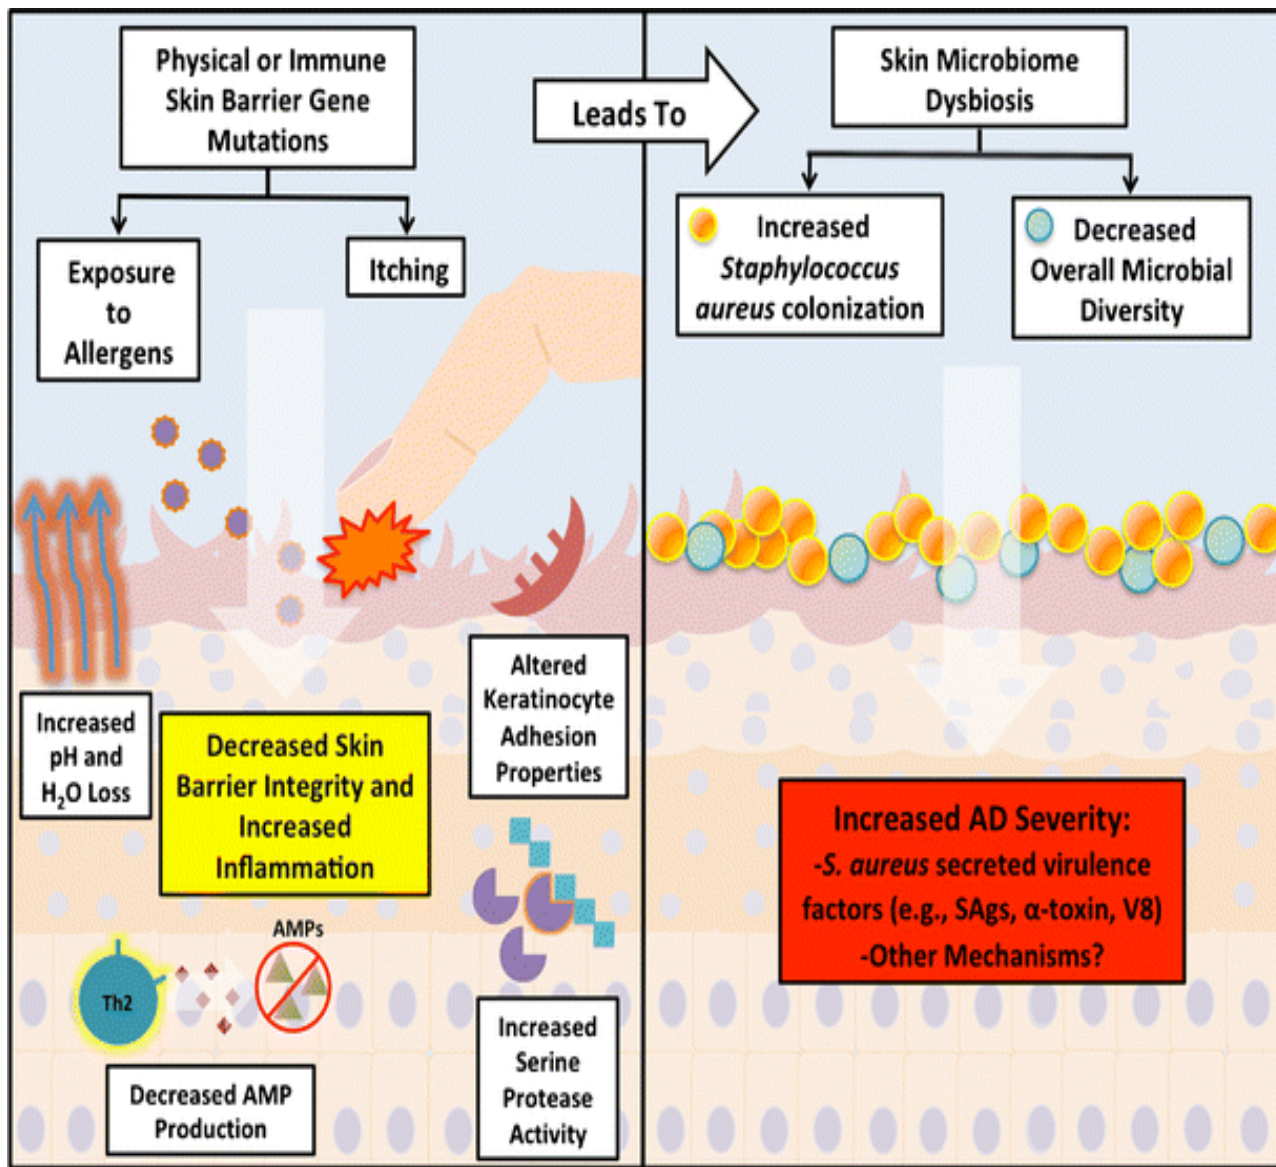 Physical or Immune
Skin Barrier Gene
Mutations
Exposure
to
Allergens
Itching
Leads To
Skin Microbiome
Dysbiosis
Increased
Staphylococcus
aureus colonization
Decreased
Overall Microbial
Diversity
Increased
pH and
H₂O Loss
Decreased Skin
Barrier Integrity and
Increased
Inflammation
Altered
Keratinocyte
Adhesion
Properties
AMPs
Th2
Decreased AMP
Production
Increased
Serine
Protease
Activity
Increased AD Severity:
-S. aureus secreted virulence
factors (e.g., SAgs, α-toxin, V8)
-Other Mechanisms?